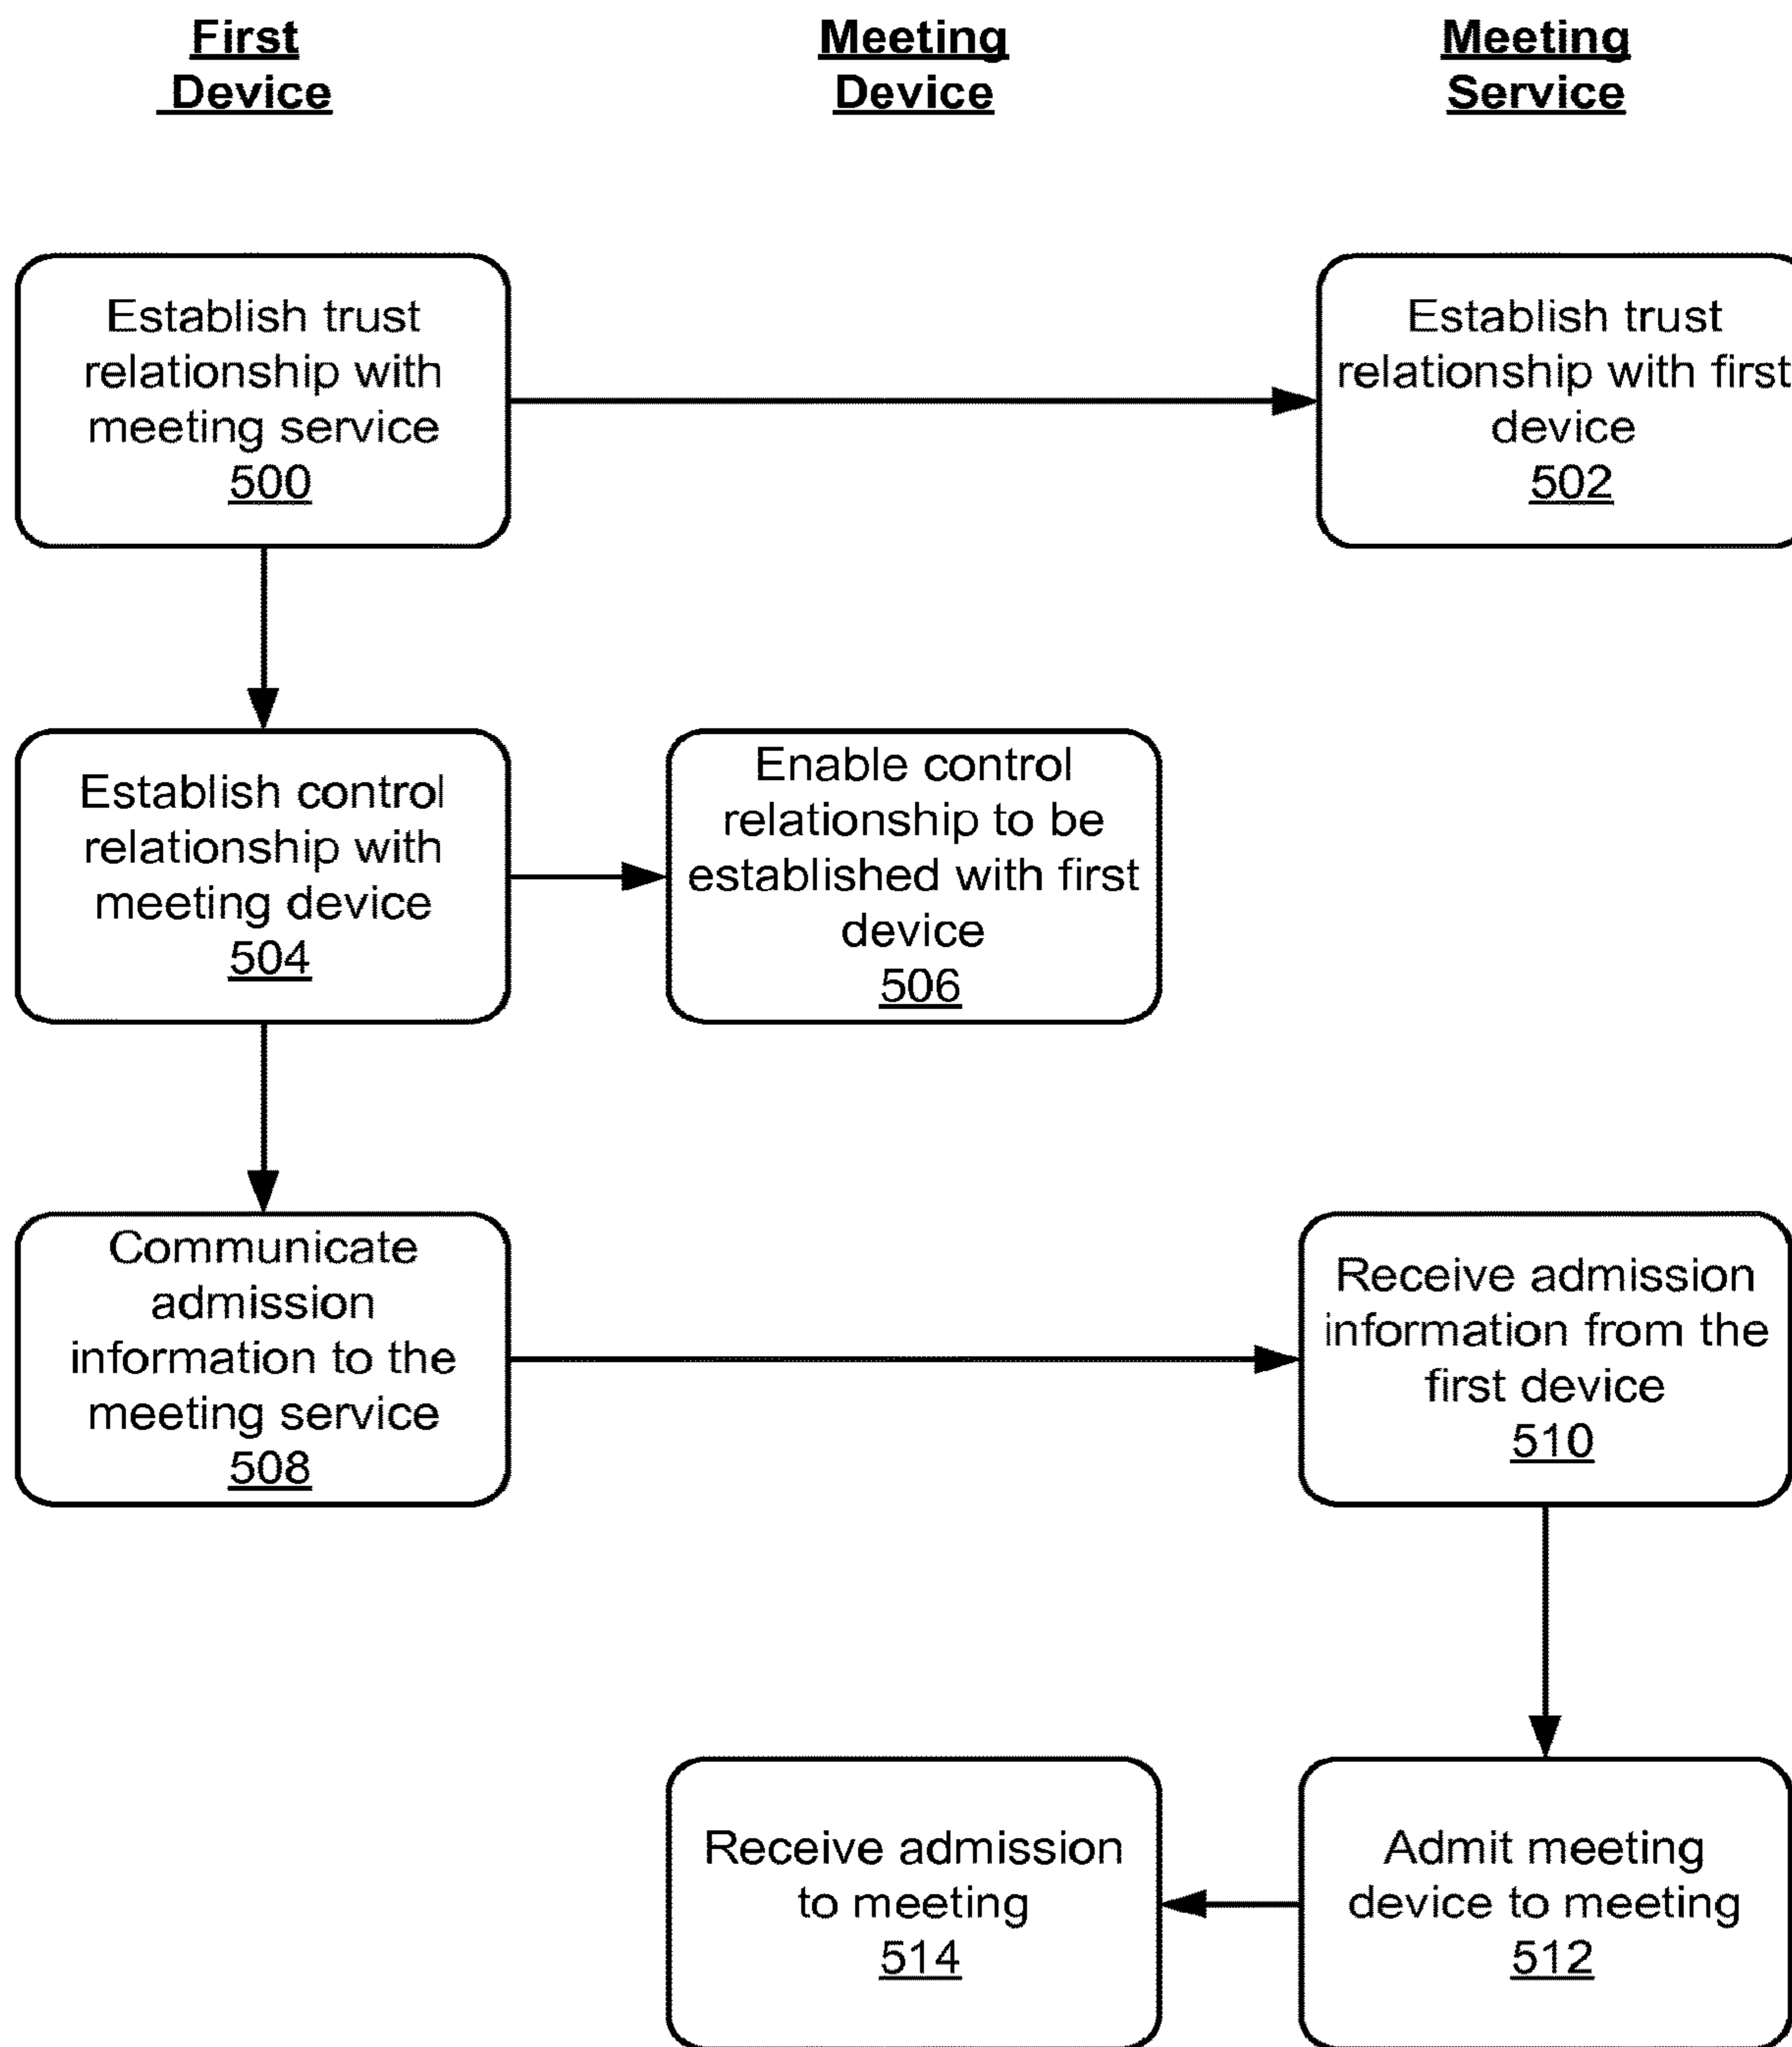 First
Device
Meeting
Device
Meeting
Service
Establish trust
relationship with
meeting service
500
Establish trust
relationship with first
device
502
Establish control
relationship with
meeting device
504
Enable control
relationship to be
established with first
device
506
Communicate
admission
information to the
meeting service
508
Receive admission
information from the
first device
510
Receive admission
to meeting
514
Admit meeting
device to meeting
512